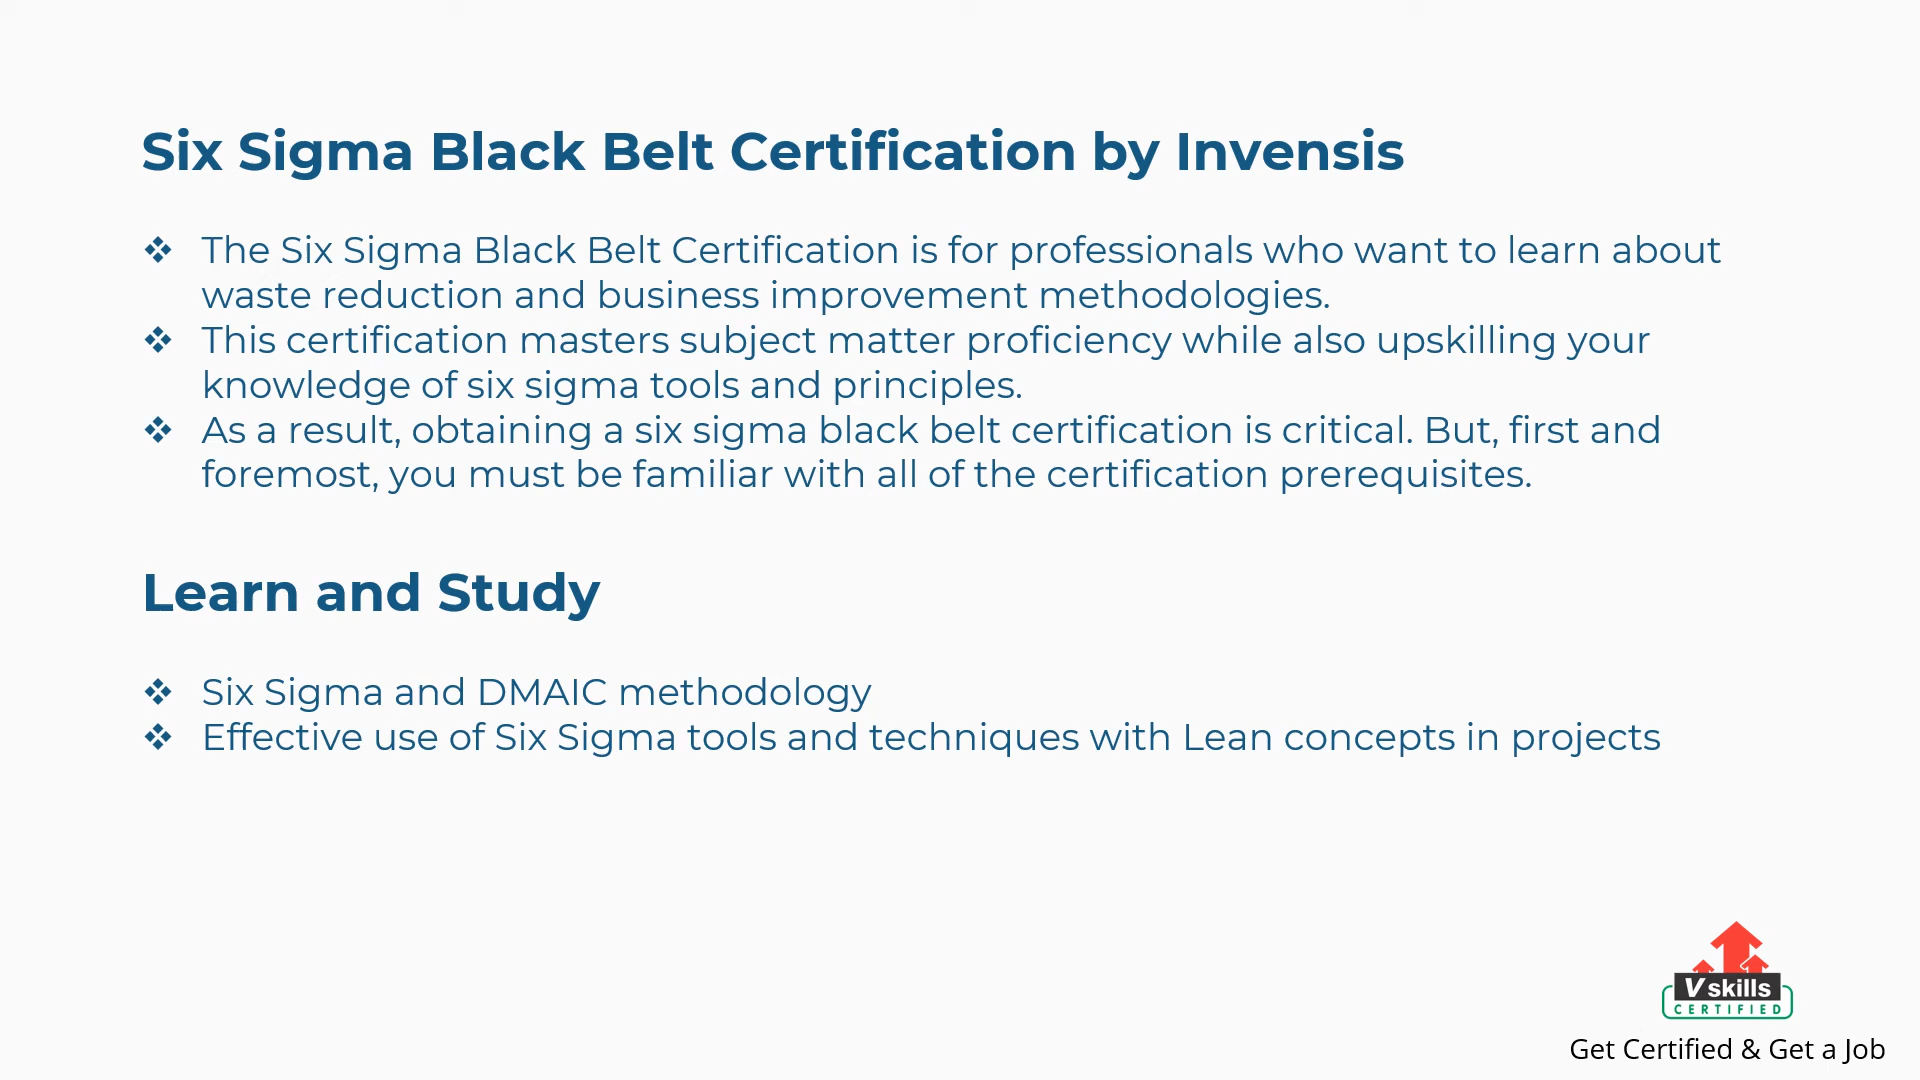 Six Sigma Black Belt Certification by Invensis
❖ The Six Sigma Black Belt Certification is for professionals who want to learn about
waste reduction and business improvement methodologies.
❖ This certification masters subject matter proficiency while also upskilling your
knowledge of six sigma tools and principles.
❖ As a result, obtaining a six sigma black belt certification is critical. But, first and
foremost, you must be familiar with all of the certification prerequisites.
Learn and Study
❖ Six Sigma and DMAIC methodology
❖ Effective use of Six Sigma tools and techniques with Lean concepts in projects
Vskills
CERTIFIED
Get Certified & Get a Job